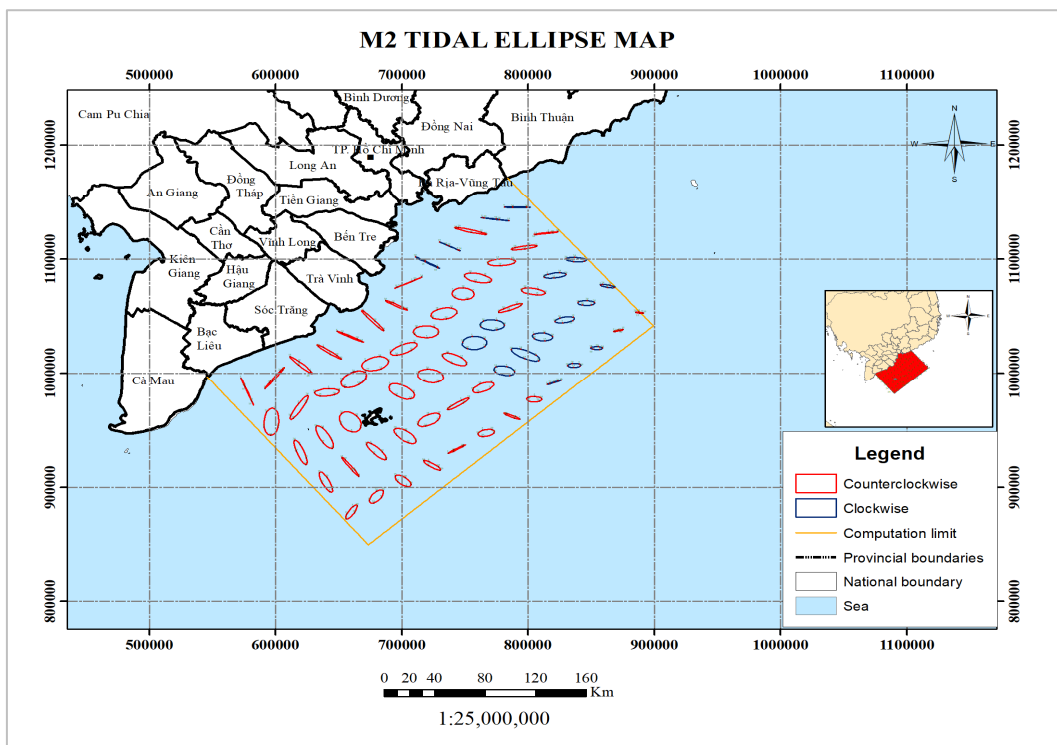 M2 TIDAL ELLIPSE MAP
500000 600000 700000 800000 900000 1000000 1100000
1200000 1200000
1100000 1100000
1000000 1000000
900000 900000
800000 800000
Cam Pu Chia
Bình Dương
Bình Thuận
Đồng Nai
TP. Hồ Chí Minh
Long An
Rịa-Vũng Tàu
An Giang
Đồng
Tháp
Tiền Giang
Cần
Thơ
Vĩnh Long
Bến Tre
Kiên
Giang
Hậu
Giang
Trà Vinh
Sóc Trăng
Bạc
Liêu
Cà Mau
N
W E
S
N
W E
S
Legend
Counterclockwise
Clockwise
Computation limit
Provincial boundaries
National boundary
Sea
500000 600000 700000 800000 900000 1000000 1100000
0 20 40 80 120 160
Km
1:25,000,000